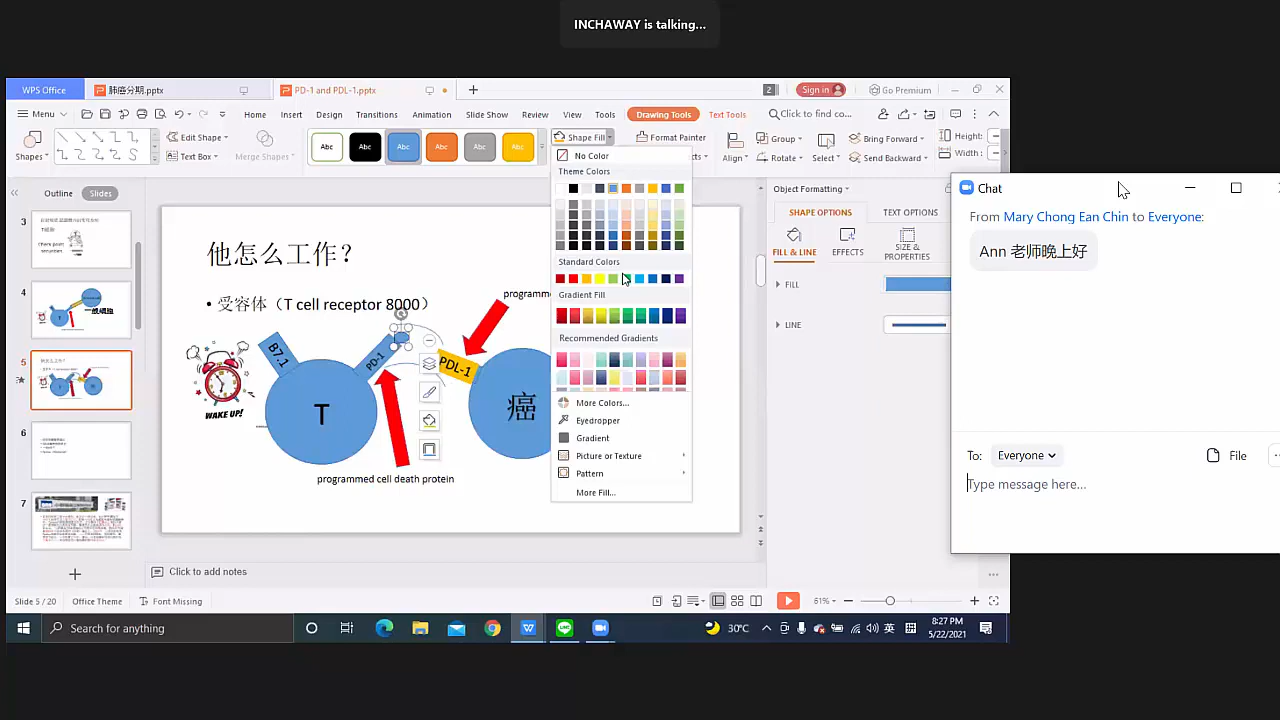 INCHAWAY is talking...
WPS Office
肺癌分期.pptx
PD-1 and PDL-1.pptx
2
Sign in
Go Premium
Menu
Home
Insert
Design
Transitions
Animation
Slide Show
Review
View
Tools
Drawing Tools
Text Tools
Click to find co...
Shapes
Edit Shape
Text Box
Merge Shapes
Abc
Abc
Abc
Abc
Abc
Abc
Shape Fill
Format Painter
Align
Group
Rotate
Select
Bring Forward
Send Backward
Height:
Width:
No Color
Theme Colors
Standard Colors
Gradient Fill
Recommended Gradients
More Colors...
Eyedropper
Gradient
Picture or Texture
Pattern
More Fill...
Outline
Slides
3
4
5
6
7
他怎么工作？
• 受容体（T cell receptor 8000）
programm
B7.1
PD-1
PDL-1
T
癌
WAKE UP!
programmed cell death protein
Object Formatting
SHAPE OPTIONS
TEXT OPTIONS
FILL & LINE
EFFECTS
SIZE & PROPERTIES
FILL
LINE
Click to add notes
Slide 5 / 20
Office Theme
Font Missing
61%
Search for anything
30°C
英
8:27 PM
5/22/2021
Chat
From Mary Chong Ean Chin to Everyone:
Ann 老师晚上好
To:
Everyone
File
Type message here...